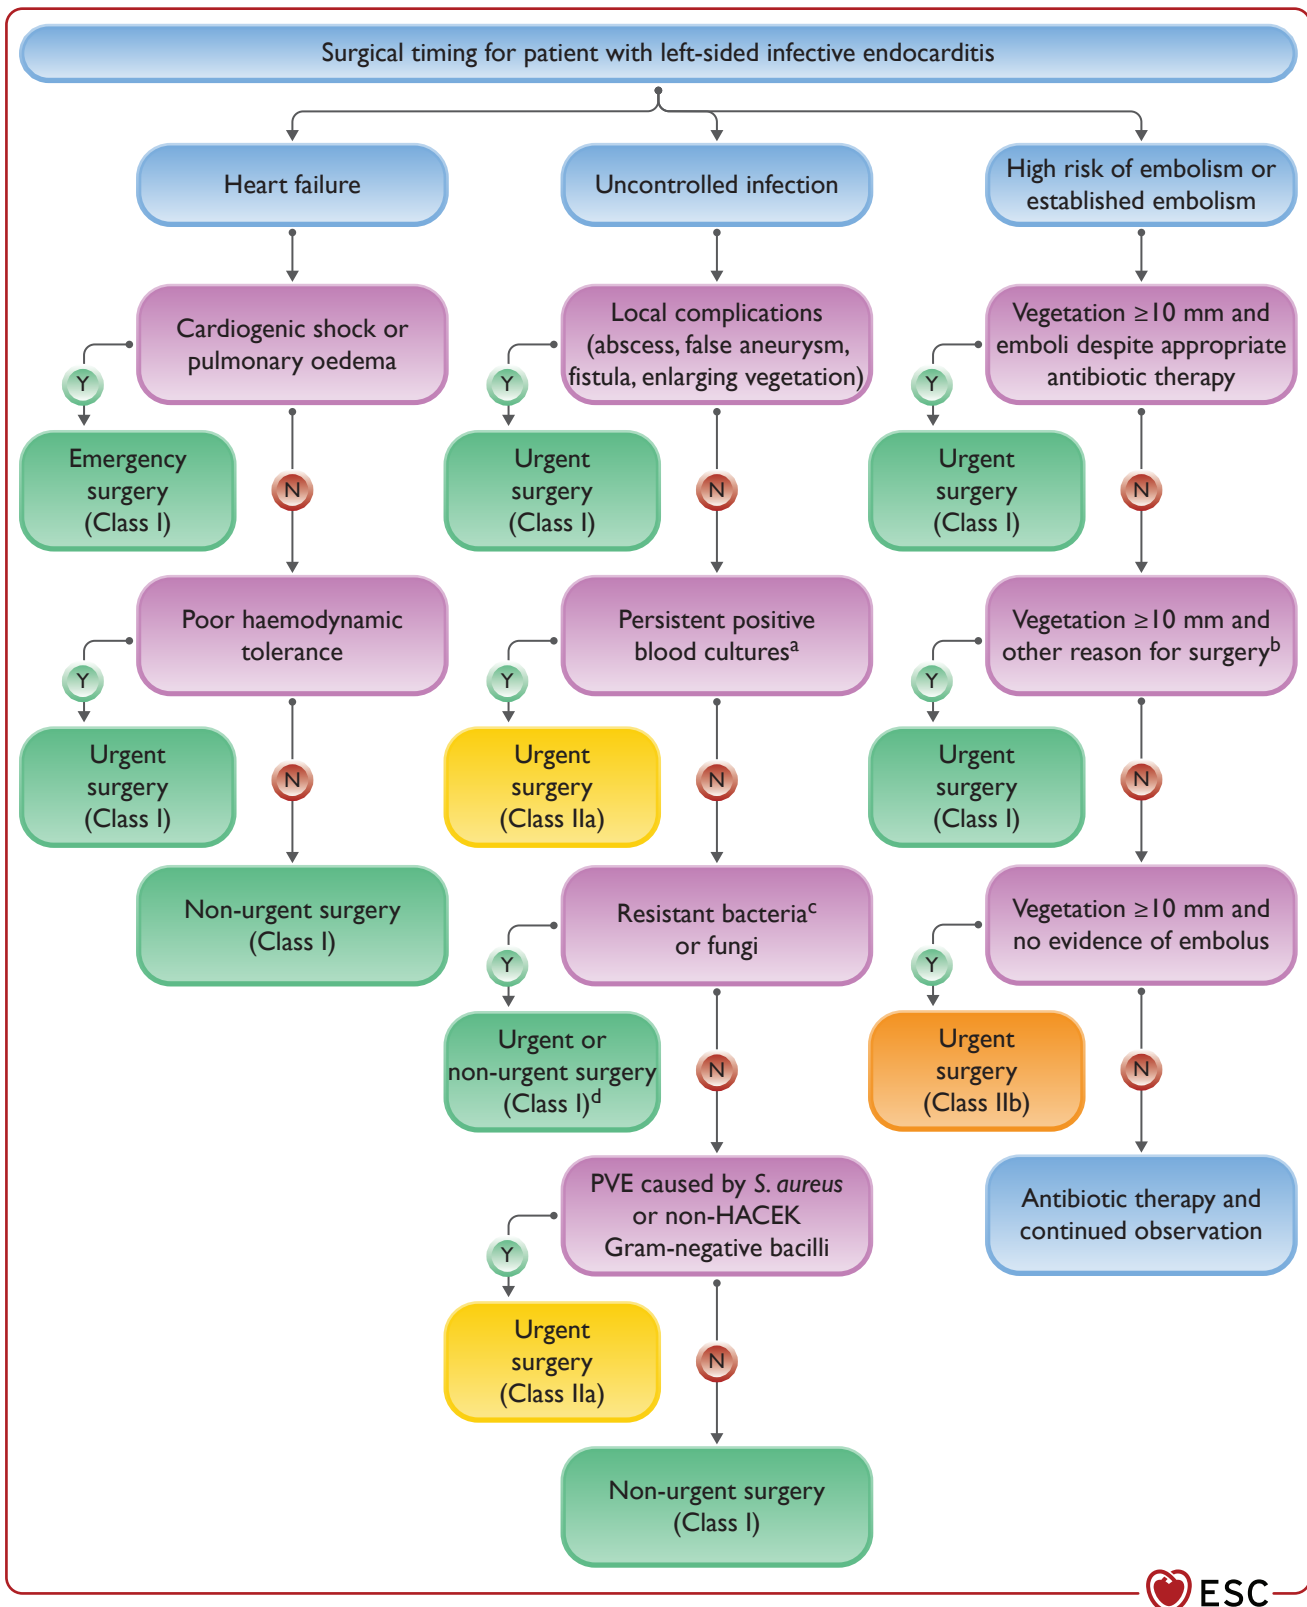 Surgical timing for patient with left-sided infective endocarditis
Heart failure
Cardiogenic shock or
pulmonary oedema
Y
Emergency
surgery
(Class I)
N
Poor haemodynamic
tolerance
Y
Urgent
surgery
(Class I)
N
Non-urgent surgery
(Class I)
Uncontrolled infection
Local complications
(abscess, false aneurysm,
fistula, enlarging vegetation)
Y
Urgent
surgery
(Class I)
N
Persistent positive
blood culturesᵃ
Y
Urgent
surgery
(Class IIa)
N
Resistant bacteriaᶜ
or fungi
Y
Urgent or
non-urgent surgery
(Class I)ᵈ
N
PVE caused by S. aureus
or non-HACEK
Gram-negative bacilli
Y
Urgent
surgery
(Class IIa)
N
Non-urgent surgery
(Class I)
High risk of embolism or
established embolism
Vegetation ≥10 mm and
emboli despite appropriate
antibiotic therapy
Y
Urgent
surgery
(Class I)
N
Vegetation ≥10 mm and
other reason for surgeryᵇ
Y
Urgent
surgery
(Class I)
N
Vegetation ≥10 mm and
no evidence of embolus
Y
Urgent
surgery
(Class IIb)
N
Antibiotic therapy and
continued observation
ESC